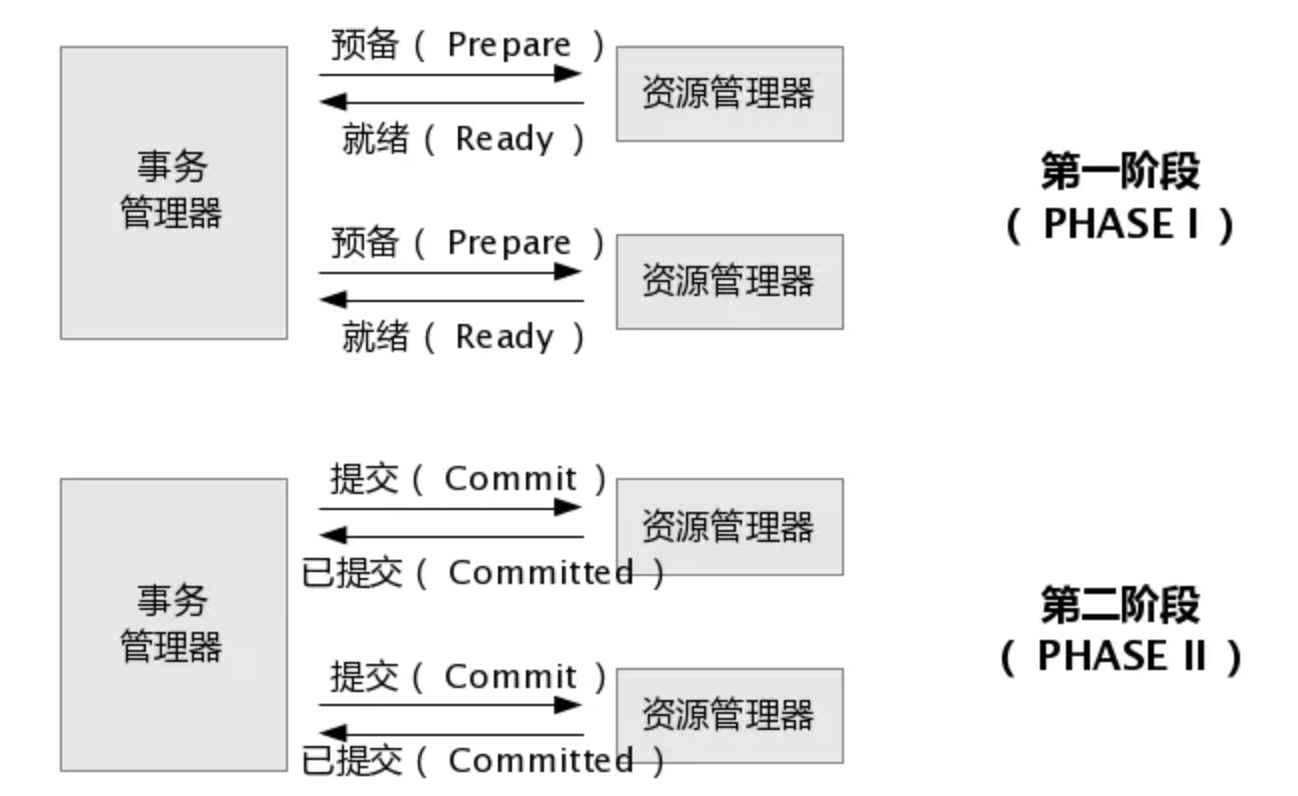 预备（ Prepare ）
资源管理器
就绪（ Ready ）
事务
管理器
预备（ Prepare ）
资源管理器
就绪（ Ready ）
第一阶段
（ PHASE I ）
提交（ Commit ）
资源管理器
已提交（ Committed ）
事务
管理器
提交（ Commit ）
资源管理器
已提交（ Committed ）
第二阶段
（ PHASE II ）